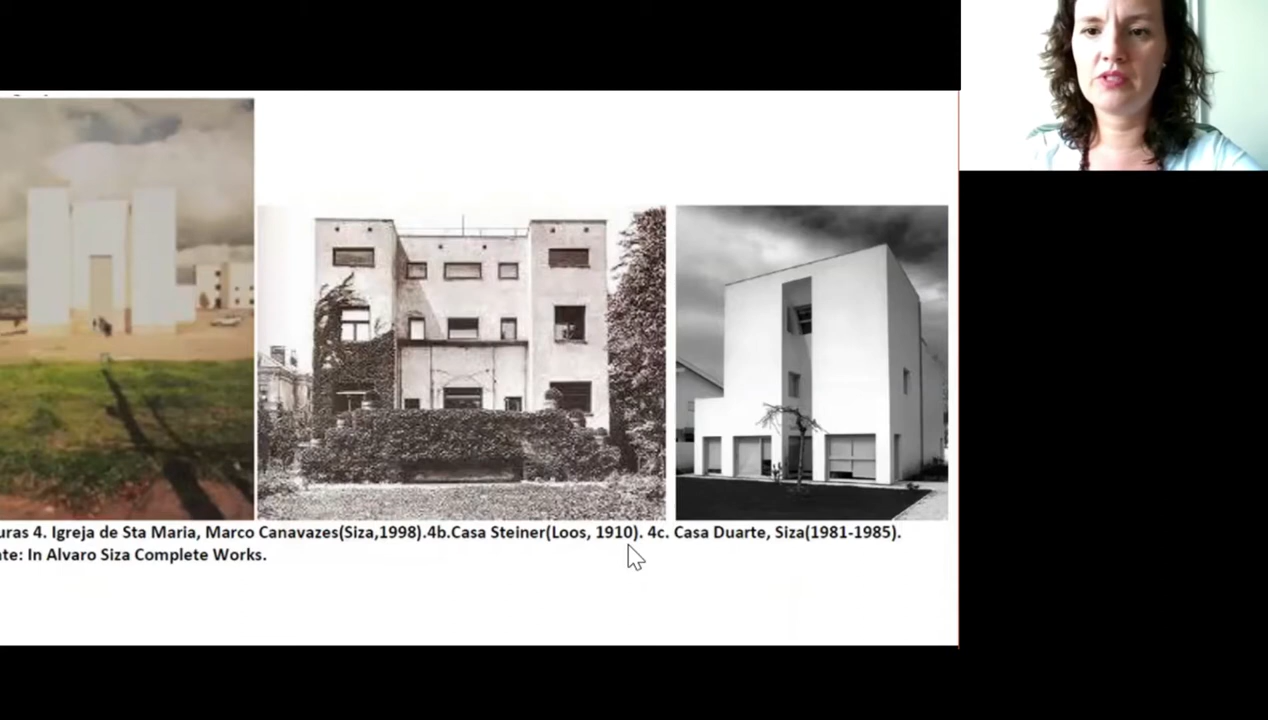 uras 4. Igreja de Sta Maria, Marco Canavazes(Siza,1998).4b.Casa Steiner(Loos, 1910). 4c. Casa Duarte, Siza(1981-1985).
nte: In Alvaro Siza Complete Works.